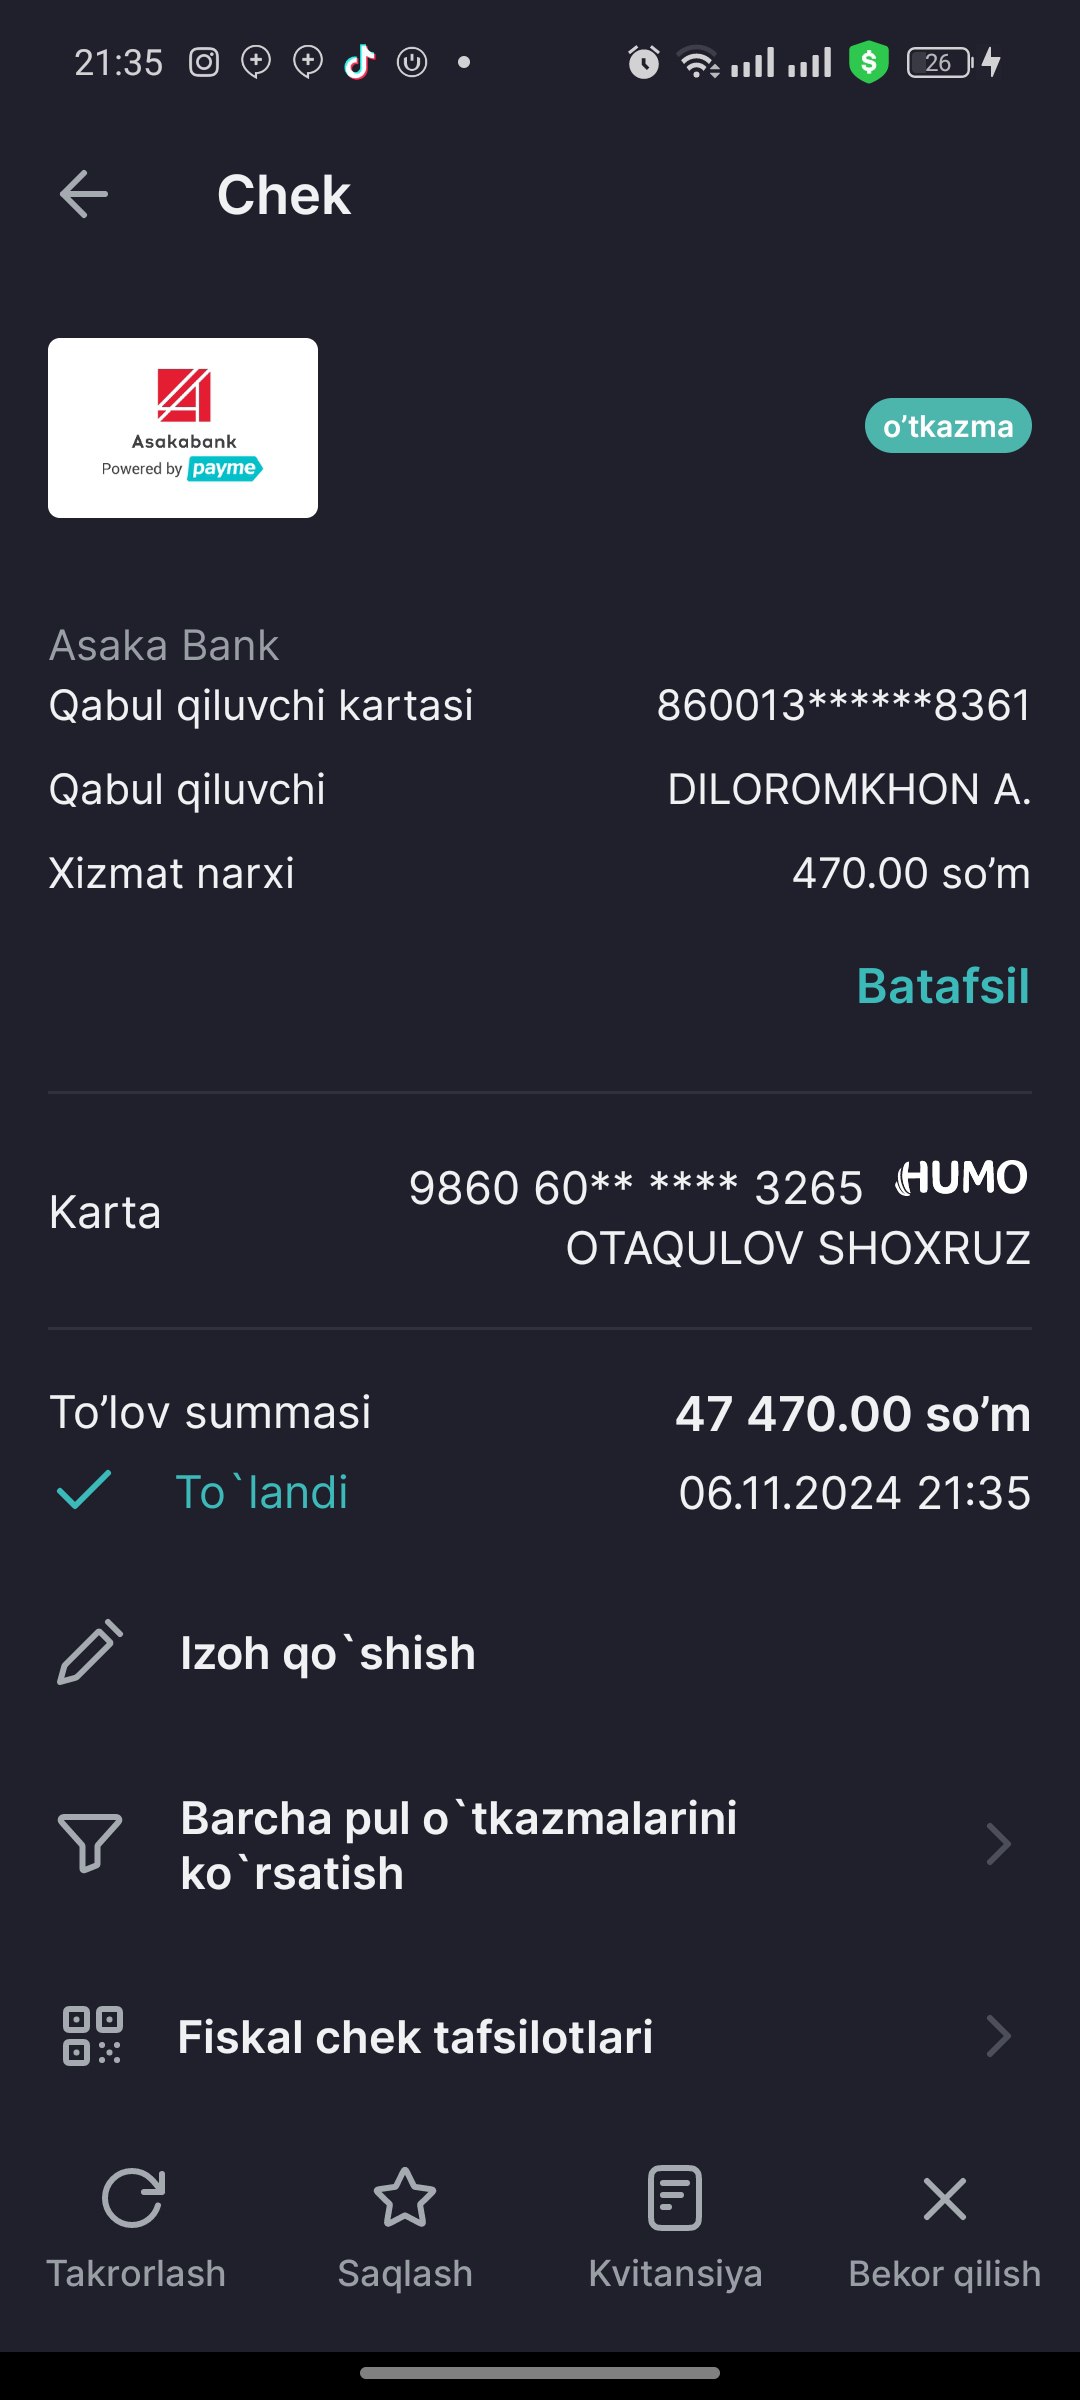 21:35 26
Chek
Asakabank
Powered by payme
o’tkazma
Asaka Bank
Qabul qiluvchi kartasi 860013******8361
Qabul qiluvchi DILOROMKHON A.
Xizmat narxi 470.00 so’m
Batafsil
9860 60** **** 3265 HUMO
Karta
OTAQULOV SHOXRUZ
To’lov summasi 47 470.00 so’m
To`landi 06.11.2024 21:35
Izoh qo`shish
Barcha pul o`tkazmalarini
ko`rsatish
Fiskal chek tafsilotlari
Takrorlash Saqlash Kvitansiya Bekor qilish